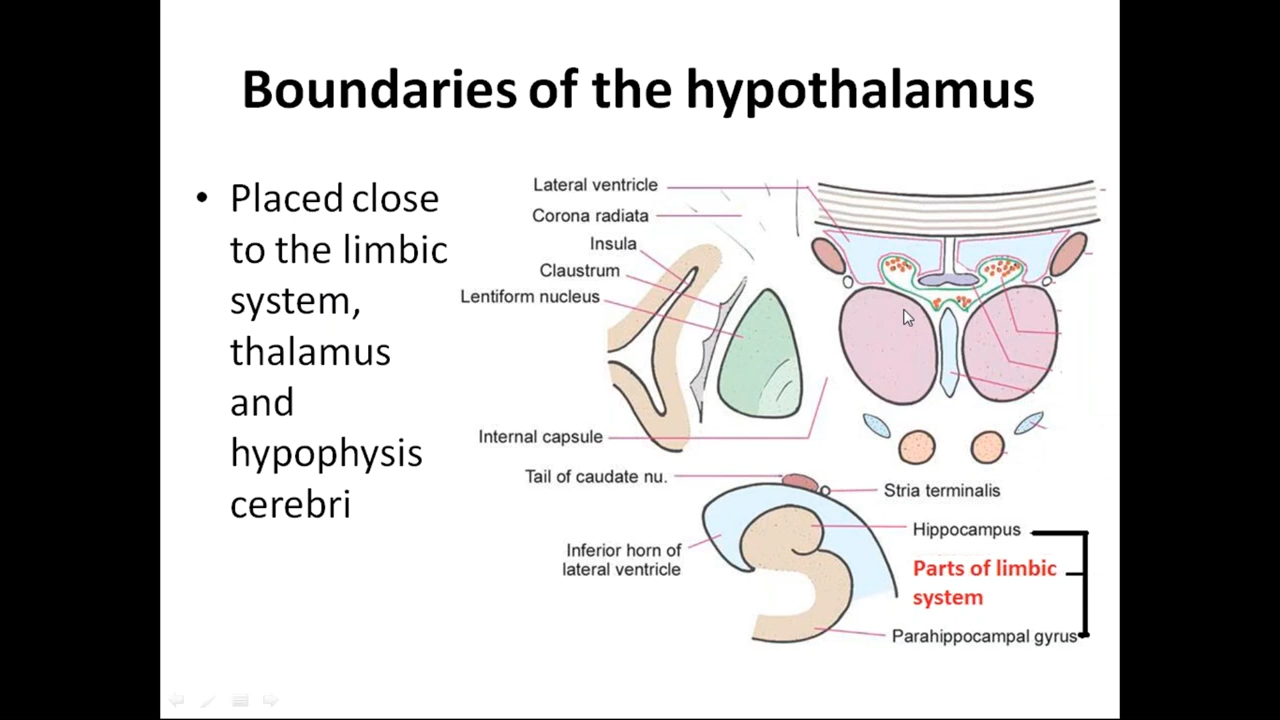 Boundaries of the hypothalamus
• Placed close
to the limbic
system,
thalamus
and
hypophysis
cerebri
Lateral ventricle
Corona radiata
Insula
Claustrum
Lentiform nucleus
Internal capsule
Tail of caudate nu.
Stria terminalis
Hippocampus
Inferior horn of
lateral ventricle
Parts of limbic
system
Parahippocampal gyrus